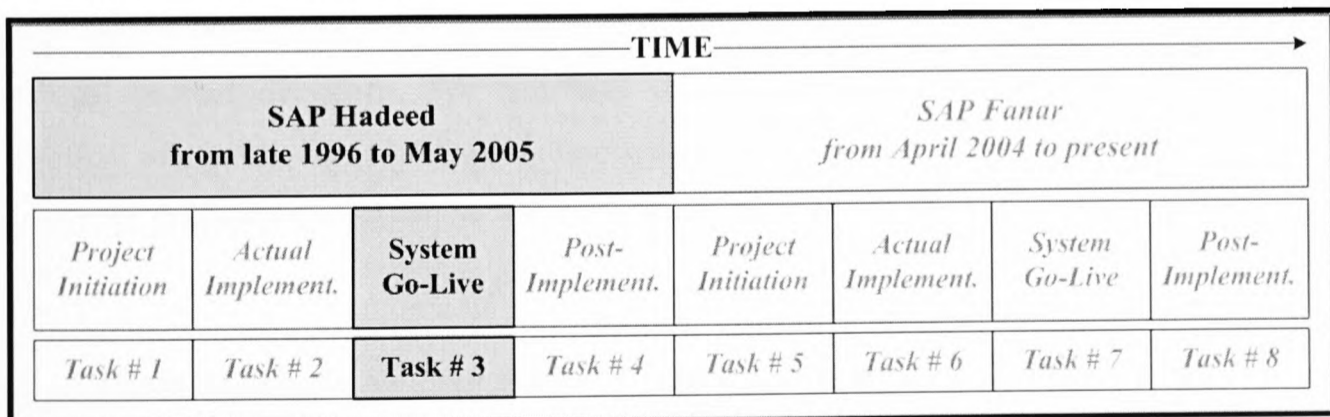 TIME
SAP Hadeed
from late 1996 to May 2005
SAP Fanar
from April 2004 to present
Project
Initiation
Actual
Implement.
System
Go-Live
Post-
Implement.
Project
Initiation
Actual
Implement.
System
Go-Live
Post-
Implement.
Task # 1
Task # 2
Task # 3
Task # 4
Task # 5
Task # 6
Task # 7
Task # 8